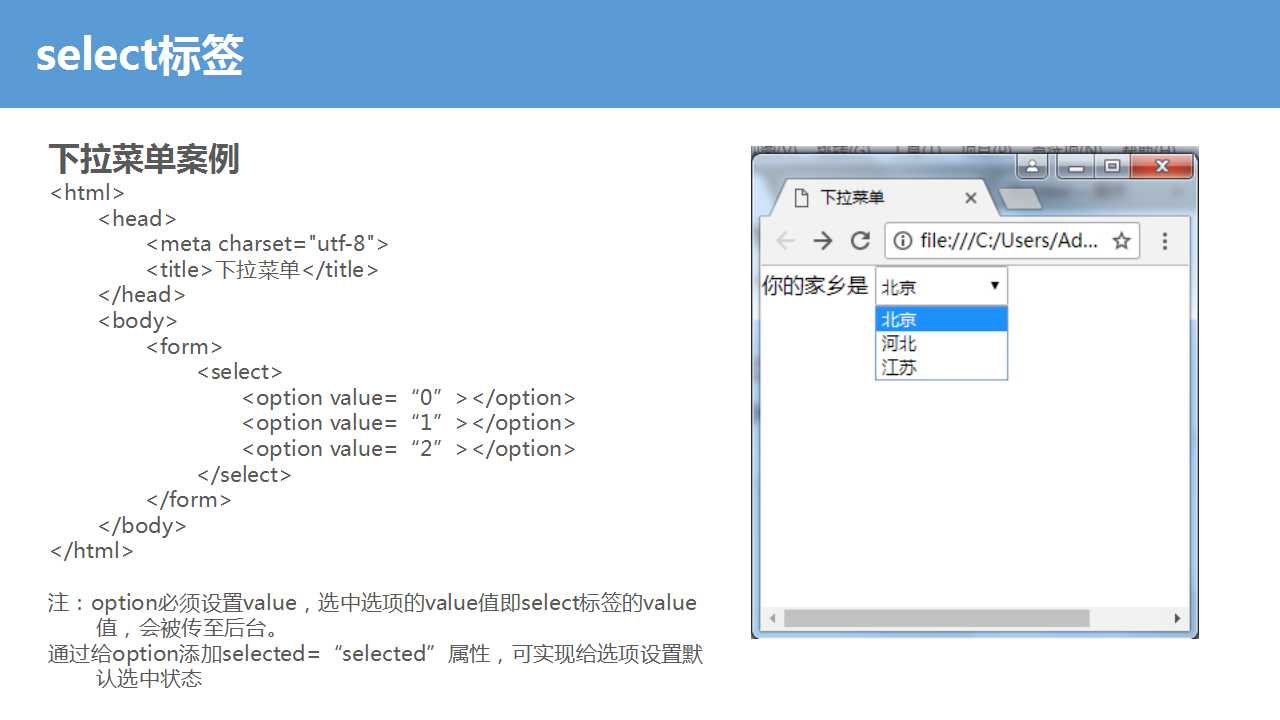 select标签
下拉菜单案例
<html>
<head>
<meta charset="utf-8">
<title>下拉菜单</title>
</head>
<body>
<form>
<select>
<option value=“0”></option>
<option value=“1”></option>
<option value=“2”></option>
</select>
</form>
</body>
</html>
注：option必须设置value，选中选项的value值即select标签的value
值，会被传至后台。
通过给option添加selected=“selected”属性，可实现给选项设置默
认选中状态
下拉菜单
file:///C:/Users/Ad...
你的家乡是 北京
北京
河北
江苏